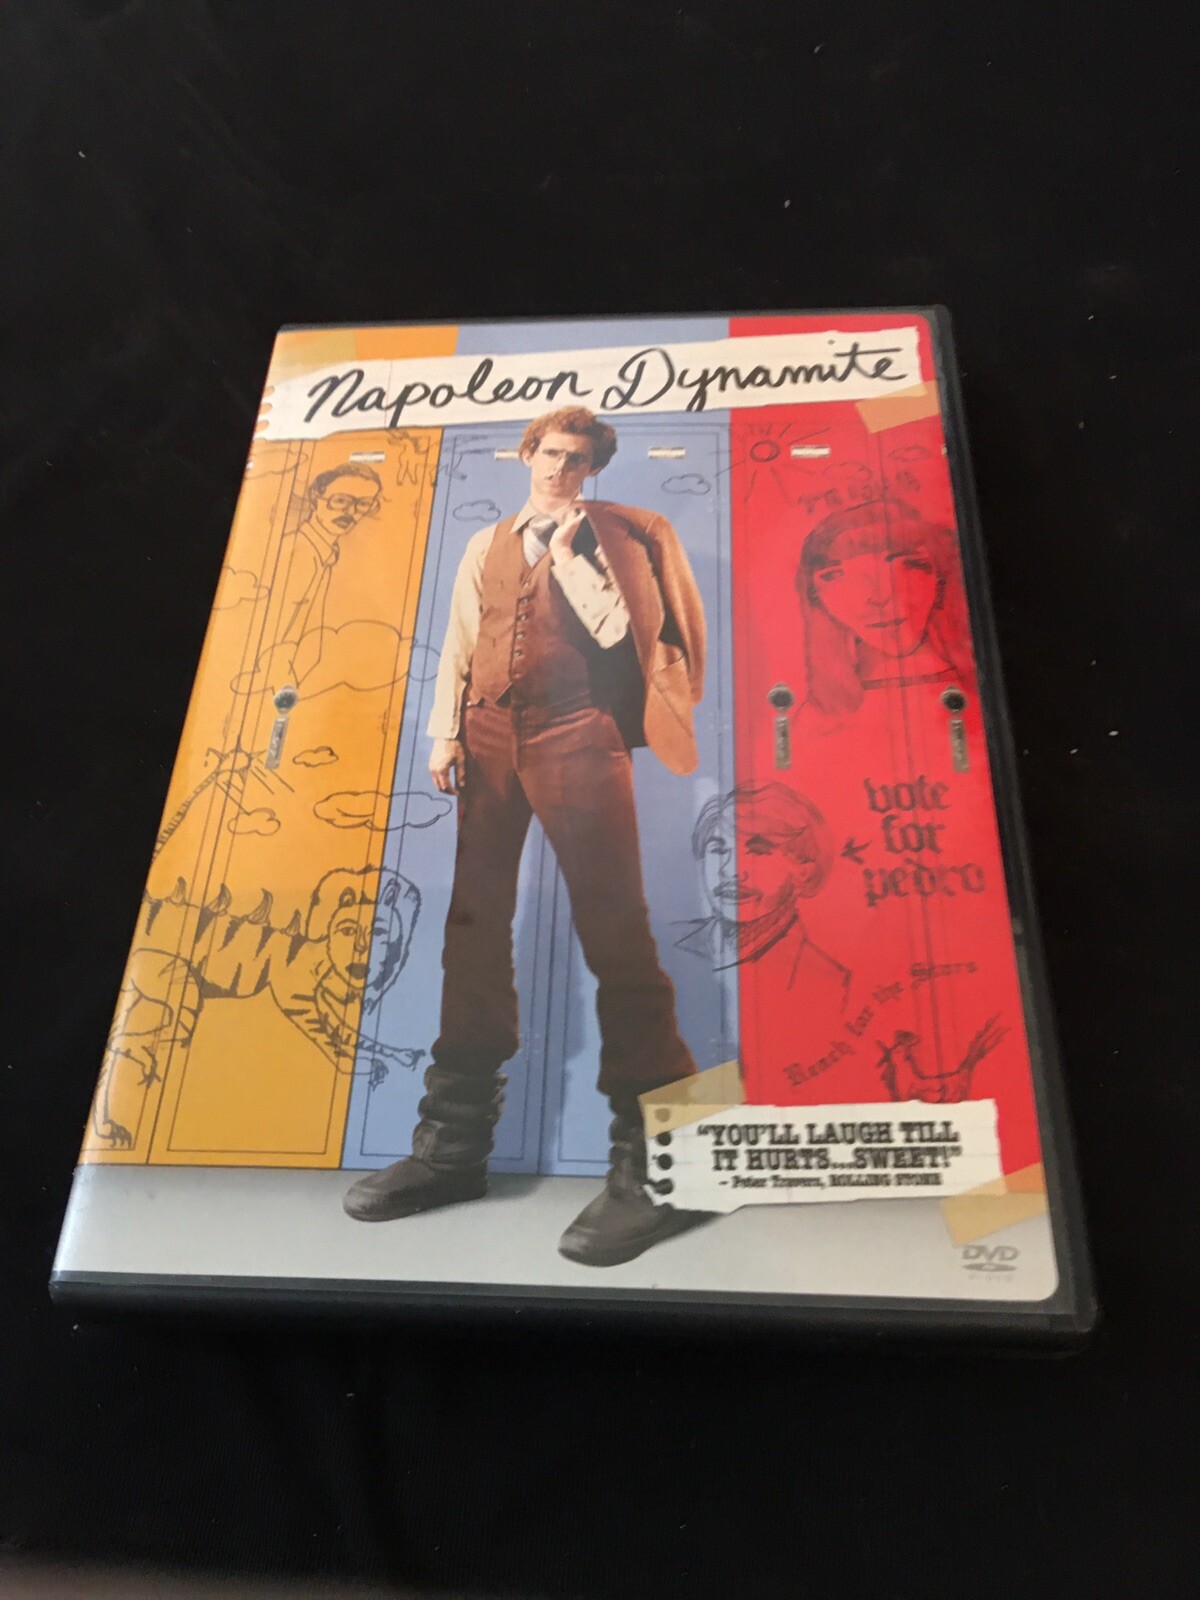 Napoleon Dynamite
vote
for
pedro
Reach for the Stars
"YOU'LL LAUGH TILL
IT HURTS...SWEET!"
- Peter Travers, ROLLING STONE
DVD